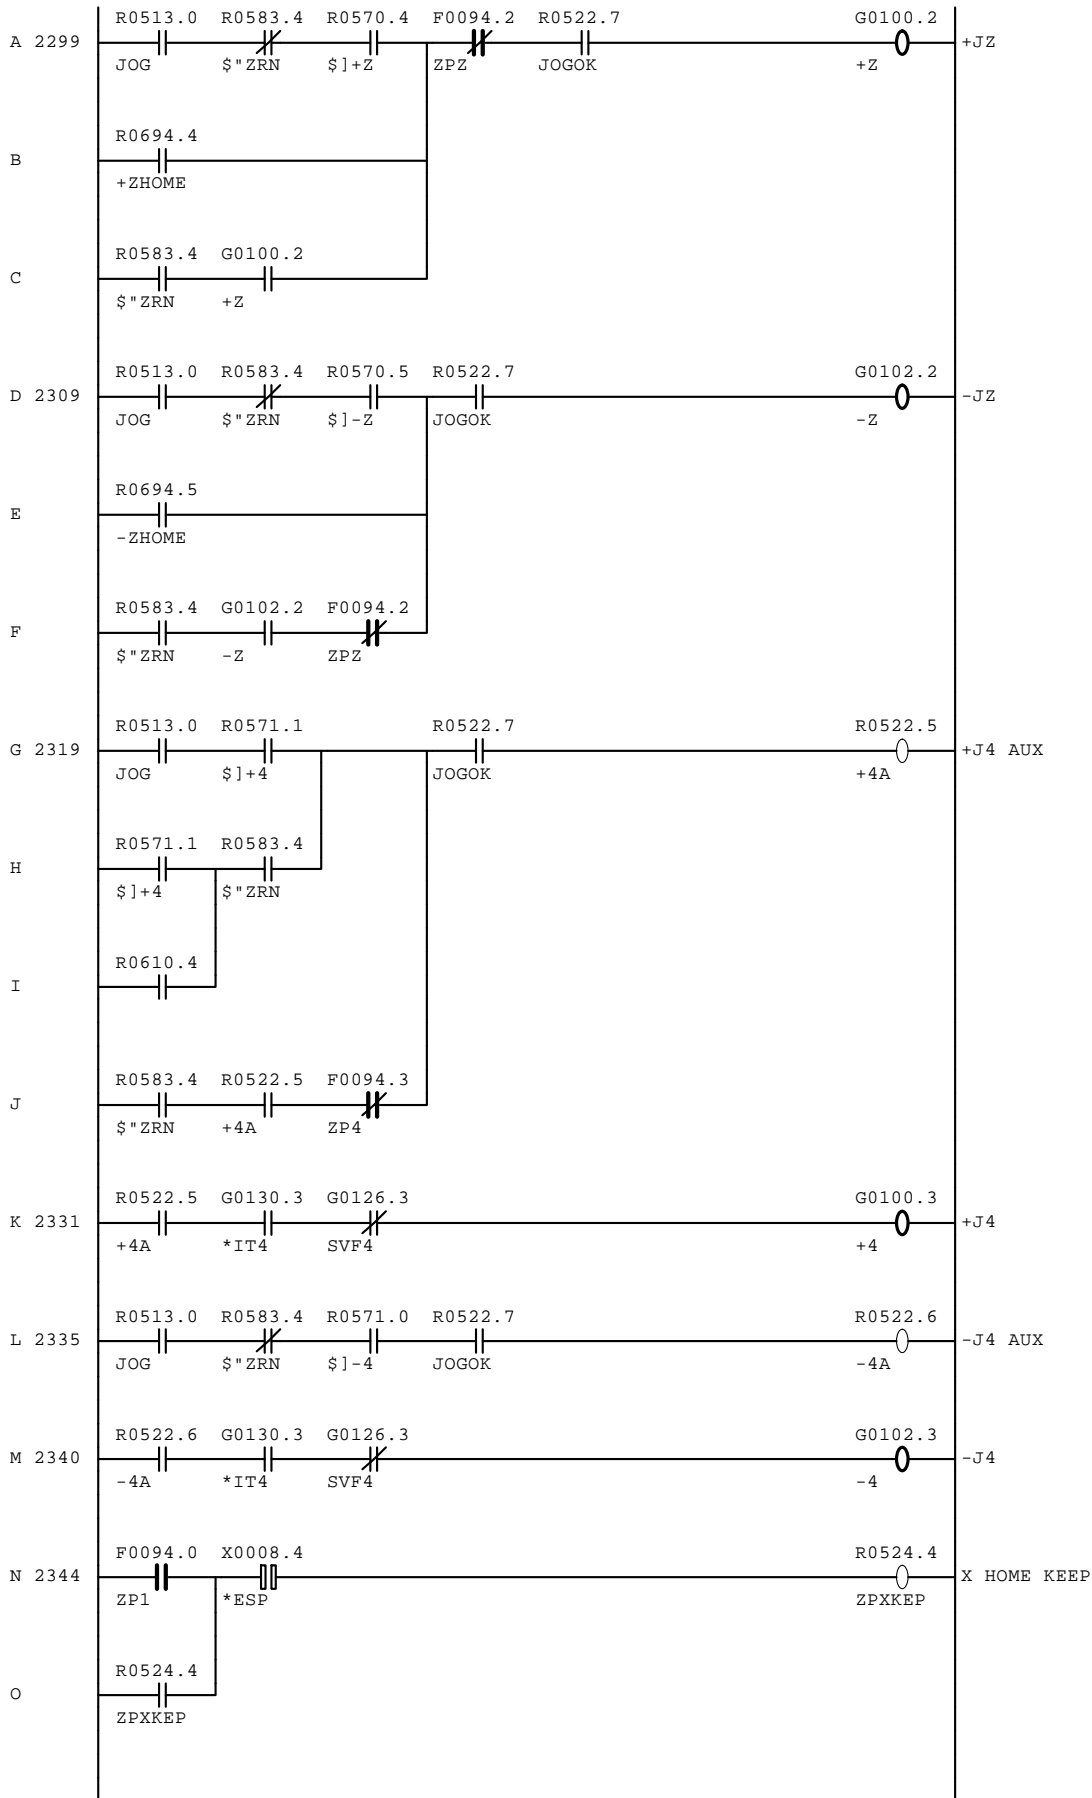 R0513.0 R0583.4 R0570.4 F0094.2 R0522.7 G0100.2
A 2299 +JZ
JOG $"ZRN $]+Z ZPZ JOGOK +Z
R0694.4
B
+ZHOME
R0583.4 G0100.2
C
$"ZRN +Z
R0513.0 R0583.4 R0570.5 R0522.7 G0102.2
D 2309 -JZ
JOG $"ZRN $]-Z JOGOK -Z
R0694.5
E
-ZHOME
R0583.4 G0102.2 F0094.2
F
$"ZRN -Z ZPZ
R0513.0 R0571.1 R0522.7 R0522.5
G 2319 +J4 AUX
JOG $]+4 JOGOK +4A
R0571.1 R0583.4
H
$]+4 $"ZRN
R0610.4
I
R0583.4 R0522.5 F0094.3
J
$"ZRN +4A ZP4
R0522.5 G0130.3 G0126.3 G0100.3
K 2331 +J4
+4A *IT4 SVF4 +4
R0513.0 R0583.4 R0571.0 R0522.7 R0522.6
L 2335 -J4 AUX
JOG $"ZRN $]-4 JOGOK -4A
R0522.6 G0130.3 G0126.3 G0102.3
M 2340 -J4
-4A *IT4 SVF4 -4
F0094.0 X0008.4 R0524.4
N 2344 X HOME KEEP
ZP1 *ESP ZPXKEP
R0524.4
O
ZPXKEP